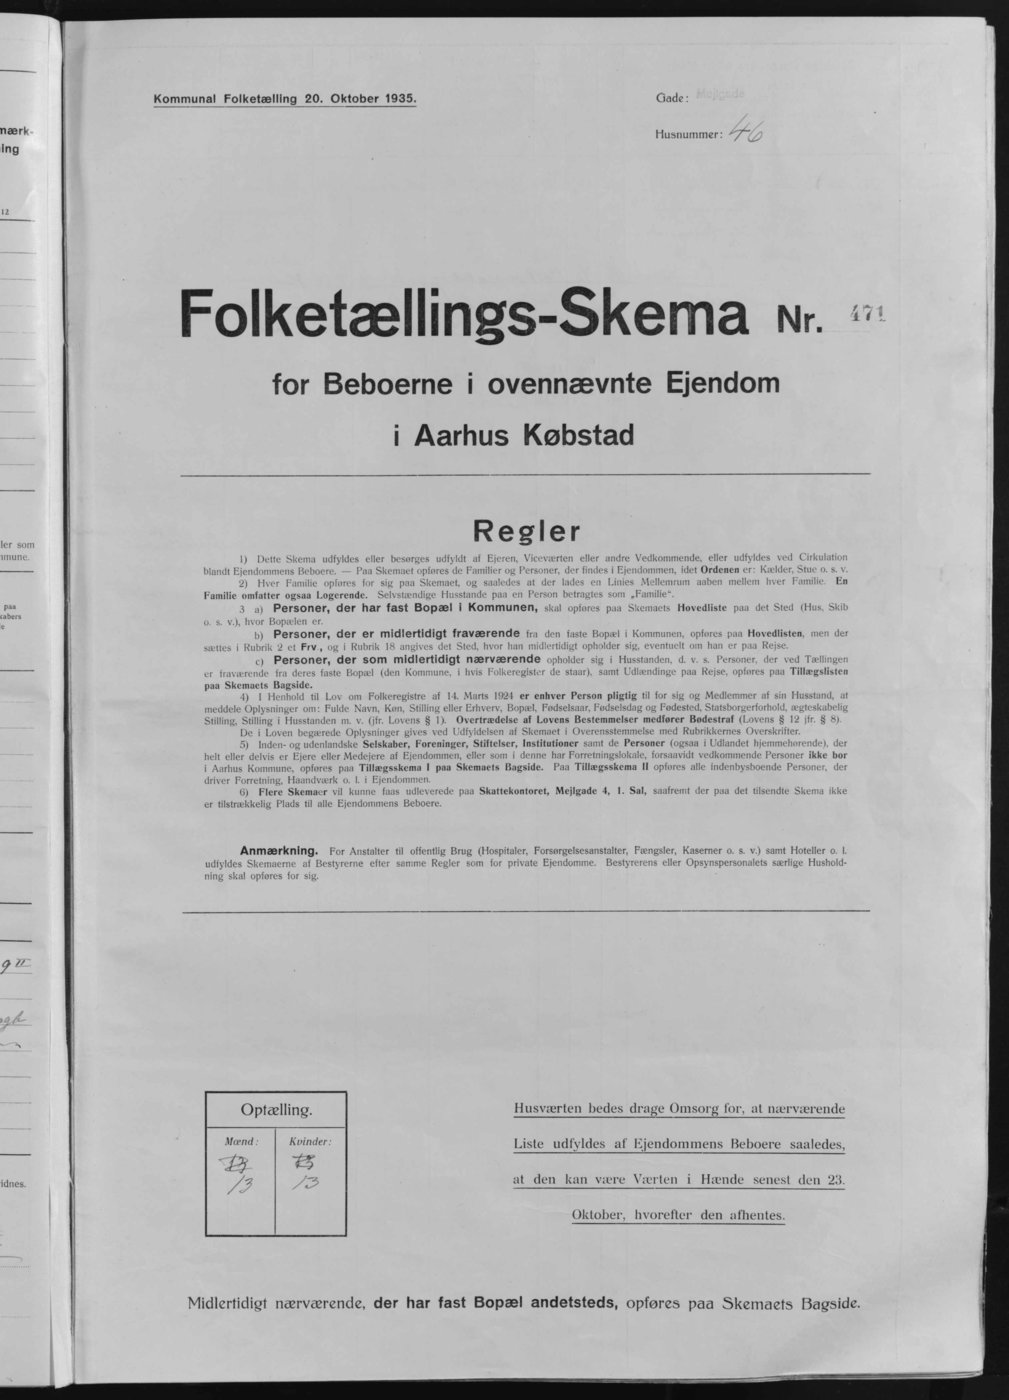 Kommunal Folketælling 20. Oktober 1935.
Gade: Mejlgade
Husnummer: 46
Folketællings-Skema Nr. 471
for Beboerne i ovennævnte Ejendom
i Aarhus Købstad
Regler
1) Dette Skema udfyldes eller besørges udfyldt af Ejeren, Viceværten eller andre Vedkommende, eller udfyldes ved Cirkulation
blandt Ejendommens Beboere. — Paa Skemaet opføres de Familier og Personer, der findes i Ejendommen, idet Ordenen er: Kælder, Stue o. s. v.
2) Hver Familie opføres for sig paa Skemaet, og saaledes at der lades en Linies Mellemrum aaben mellem hver Familie. En
Familie omfatter ogsaa Logerende. Selvstændige Husstande paa en Person betragtes som „Familie“.
3 a) Personer, der har fast Bopæl i Kommunen, skal opføres paa Skemaets Hovedliste paa det Sted (Hus, Skib
o. s. v.), hvor Bopælen er.
b) Personer, der er midlertidigt fraværende fra den faste Bopæl i Kommunen, opføres paa Hovedlisten, men der
sættes i Rubrik 2 et Frv., og i Rubrik 18 angives det Sted, hvor han midlertidigt opholder sig, eventuelt om han er paa Rejse.
c) Personer, der som midlertidigt nærværende opholder sig i Husstanden, d. v. s. Personer, der ved Tællingen
er fraværende fra deres faste Bopæl (den Kommune, i hvis Folkeregister de staar), samt Udlændinge paa Rejse, opføres paa Tillægslisten
paa Skemaets Bagside.
4) I Henhold til Lov om Folkeregistre af 14. Marts 1924 er enhver Person pligtig til for sig og Medlemmer af sin Husstand, at
meddele Oplysninger om: Fulde Navn, Køn, Stilling eller Erhverv, Bopæl, Fødselsaar, Fødselsdag og Fødested, Statsborgerforhold, ægteskabelig
Stilling, Stilling i Husstanden m. v. (jfr. Lovens § 1). Overtrædelse af Lovens Bestemmelser medfører Bødestraf (Lovens § 12 jfr. § 8).
De i Loven begærede Oplysninger gives ved Udfyldelsen af Skemaet i Overensstemmelse med Rubrikkernes Overskrifter.
5) Inden- og udenlandske Selskaber, Foreninger, Stiftelser, Institutioner samt de Personer (ogsaa i Udlandet hjemmehørende), der
helt eller delvis er Ejere eller Medejere af Ejendommen, eller som i denne har Forretningslokale, forsaavidt vedkommende Personer ikke bor
i Aarhus Kommune, opføres paa Tillægsskema I paa Skemaets Bagside. Paa Tillægsskema II opføres alle indenbysboende Personer, der
driver Forretning, Haandværk o. l. i Ejendommen.
6) Flere Skemaer vil kunne faas udleverede paa Skattekontoret, Mejlgade 4, 1. Sal, saafremt der paa det tilsendte Skema ikke
er tilstrækkelig Plads til alle Ejendommens Beboere.
Anmærkning. For Anstalter til offentlig Brug (Hospitaler, Forsørgelsesanstalter, Fængsler, Kaserner o. s. v.) samt Hoteller o. l.
udfyldes Skemaerne af Bestyrerne efter samme Regler som for private Ejendomme. Bestyrerens eller Opsynspersonalets særlige Hushold-
ning skal opføres for sig.
Optælling.
Mænd: Kvinder:
13 13
Husværten bedes drage Omsorg for, at nærværende
Liste udfyldes af Ejendommens Beboere saaledes,
at den kan være Værten i Hænde senest den 23.
Oktober, hvorefter den afhentes.
Midlertidigt nærværende, der har fast Bopæl andetsteds, opføres paa Skemaets Bagside.